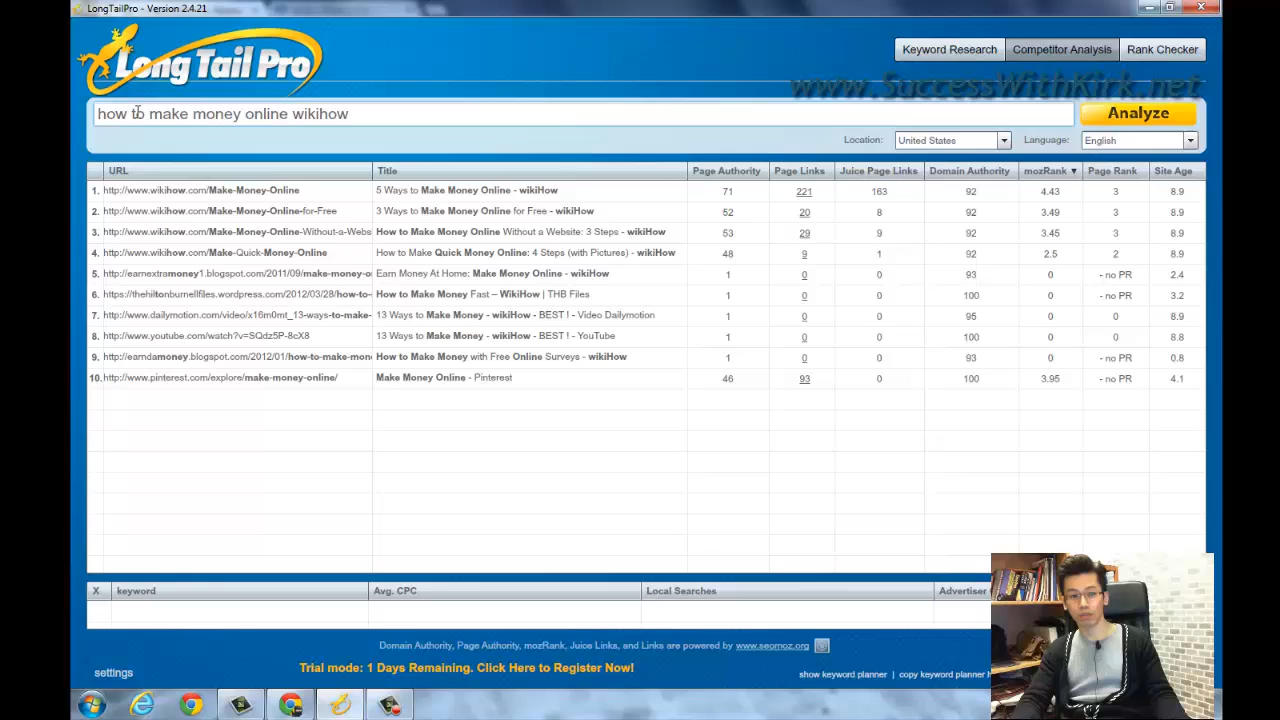 LongTailPro - Version 2.4.21
Long Tail Pro
Keyword Research Competitor Analysis Rank Checker
www.SuccessWithKirk.net
how to make money online wikihow Analyze
Location: United States Language: English
URL Title Page Authority Page Links Juice Page Links Domain Authority mozRank Page Rank Site Age
1. http://www.wikihow.com/Make-Money-Online 5 Ways to Make Money Online - wikiHow 71 221 163 92 4.43 3 8.9
2. http://www.wikihow.com/Make-Money-Online-for-Free 3 Ways to Make Money Online for Free - wikiHow 52 20 8 92 3.49 3 8.9
3. http://www.wikihow.com/Make-Money-Online-Without-a-Webs How to Make Money Online Without a Website: 3 Steps - wikiHow 53 29 9 92 3.45 3 8.9
4. http://www.wikihow.com/Make-Quick-Money-Online How to Make Quick Money Online: 4 Steps (with Pictures) - wikiHow 48 9 1 92 2.5 2 8.9
5. http://earnextramoney1.blogspot.com/2011/09/make-money-o Earn Money At Home: Make Money Online - wikiHow 1 0 0 93 0 - no PR 2.4
6. https://thehiltonburnellfiles.wordpress.com/2012/03/28/how-to- How to Make Money Fast – WikiHow | THB Files 1 0 0 100 0 - no PR 3.2
7. http://www.dailymotion.com/video/x16m0mt_13-ways-to-make- 13 Ways to Make Money - wikiHow - BEST ! - Video Dailymotion 1 0 0 95 0 - no PR 8.9
8. http://www.youtube.com/watch?v=SQdz5P-8cX8 13 Ways to Make Money - wikiHow - BEST ! - YouTube 1 0 0 100 0 - no PR 8.8
9. http://earndamoney.blogspot.com/2012/01/how-to-make-mon How to Make Money with Free Online Surveys - wikiHow 1 0 0 93 0 - no PR 0.8
10. http://www.pinterest.com/explore/make-money-online/ Make Money Online - Pinterest 46 93 0 100 3.95 - no PR 4.1
X keyword Avg. CPC Local Searches Advertiser
Domain Authority, Page Authority, mozRank, Juice Links, and Links are powered by www.seomoz.org
settings Trial mode: 1 Days Remaining. Click Here to Register Now! show keyword planner | copy keyword planner h